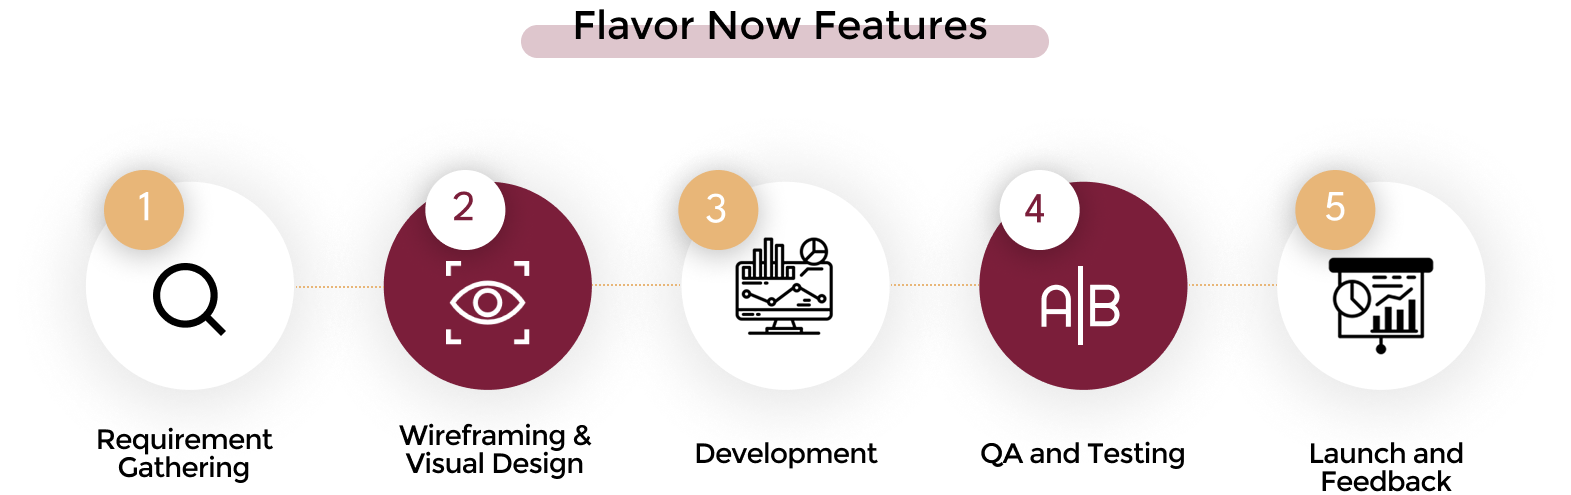 Flavor Now Features
1
2
3
4
5
A|B
Requirement
Gathering
Wireframing &
Visual Design
Development
QA and Testing
Launch and
Feedback